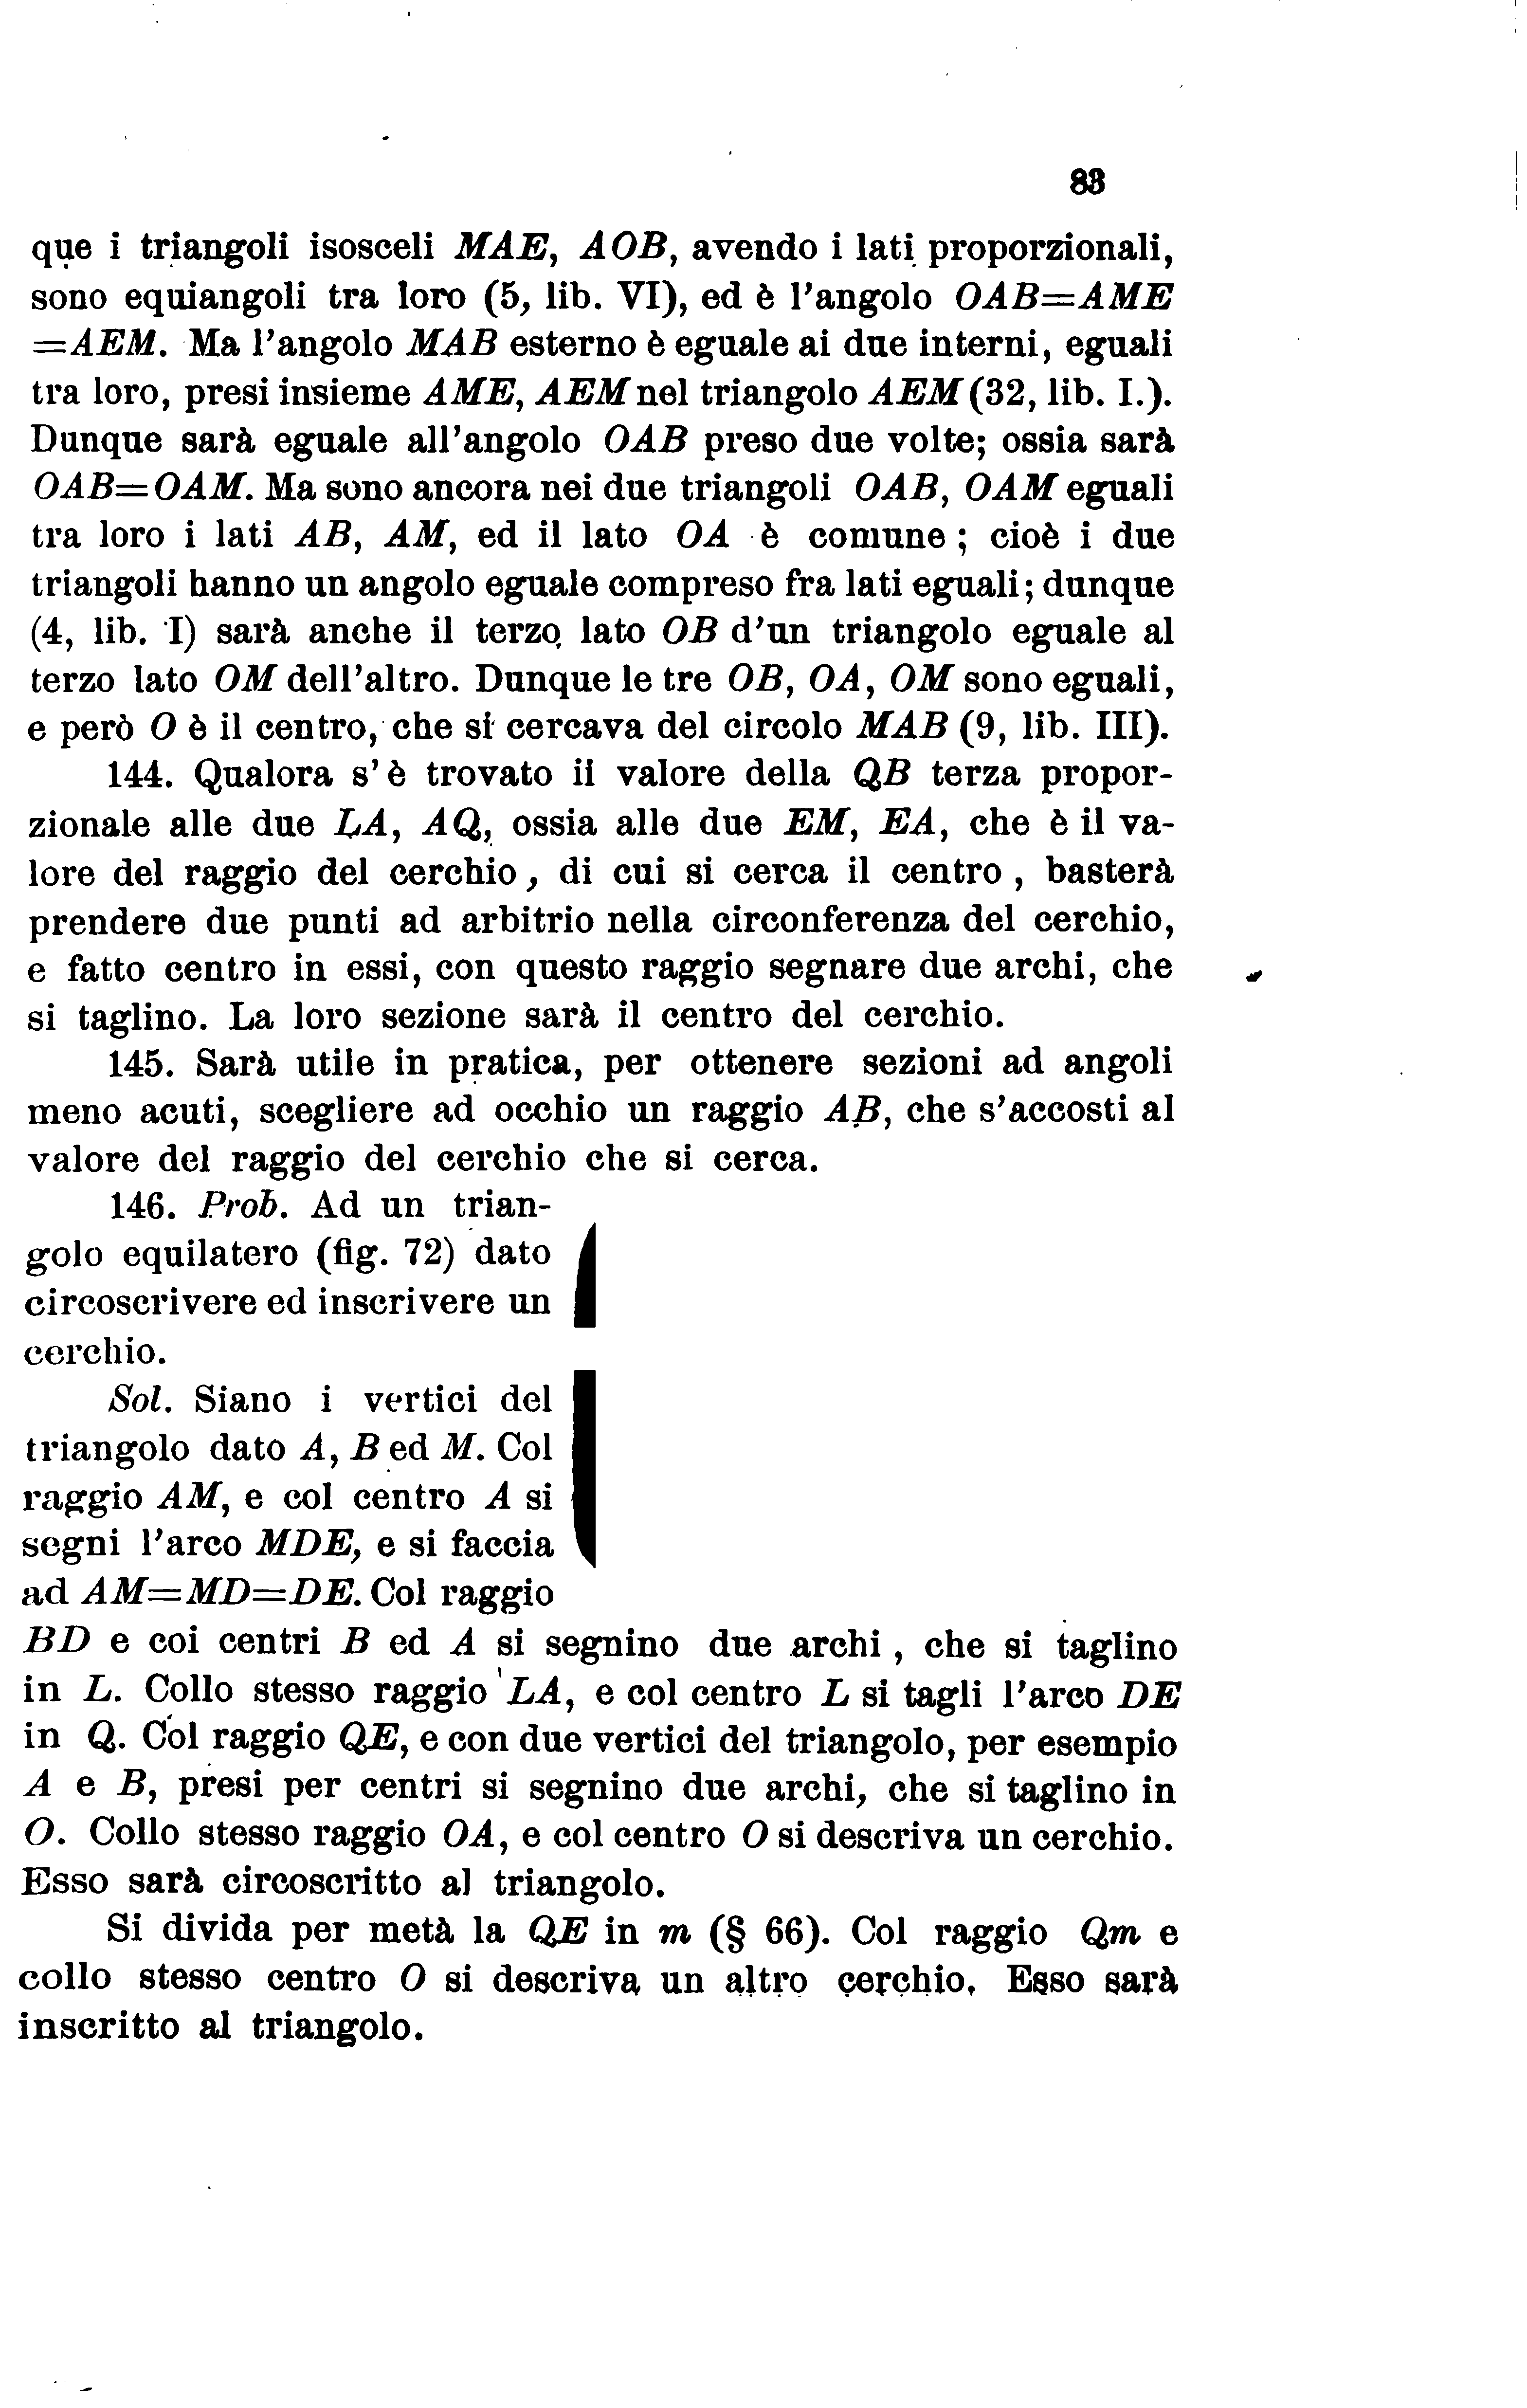 83
que i triangoli isosceli MAE, AOB, avendo i lati proporzionali,
sono equiangoli tra loro (5, lib. VI), ed è l'angolo OAB=AME
=AEM. Ma l'angolo MAB esterno è eguale ai due interni, eguali
tra loro, presi insieme AME, AEM nel triangolo AEM (32, lib. I.).
Dunque sarà eguale all'angolo OAB preso due volte; ossia sarà
OAB=OAM. Ma sono ancora nei due triangoli OAB, OAM eguali
tra loro i lati AB, AM, ed il lato OA è comune; cioè i due
triangoli hanno un angolo eguale compreso fra lati eguali; dunque
(4, lib. I) sarà anche il terzo lato OB d'un triangolo eguale al
terzo lato OM dell'altro. Dunque le tre OB, OA, OM sono eguali,
e però O è il centro, che si cercava del circolo MAB (9, lib. III).
144. Qualora s'è trovato il valore della QB terza propor-
zionale alle due LA, AQ, ossia alle due EM, EA, che è il va-
lore del raggio del cerchio, di cui si cerca il centro, basterà
prendere due punti ad arbitrio nella circonferenza del cerchio,
e fatto centro in essi, con questo raggio segnare due archi, che
si taglino. La loro sezione sarà il centro del cerchio.
145. Sarà utile in pratica, per ottenere sezioni ad angoli
meno acuti, scegliere ad occhio un raggio AB, che s'accosti al
valore del raggio del cerchio che si cerca.
146. Prob. Ad un trian-
golo equilatero (fig. 72) dato
circoscrivere ed inscrivere un
cerchio.
Sol. Siano i vertici del
triangolo dato A, B ed M. Col
raggio AM, e col centro A si
segni l'arco MDE, e si faccia
ad AM=MD=DE. Col raggio
BD e coi centri B ed A si segnino due archi, che si taglino
in L. Collo stesso raggio LA, e col centro L si tagli l'arco DE
in Q. Col raggio QE, e con due vertici del triangolo, per esempio
A e B, presi per centri si segnino due archi, che si taglino in
O. Collo stesso raggio OA, e col centro O si descriva un cerchio.
Esso sarà circoscritto al triangolo.
Si divida per metà la QE in m (§ 66). Col raggio Qm e
collo stesso centro O si descriva un altro cerchio. Esso sarà
inscritto al triangolo.